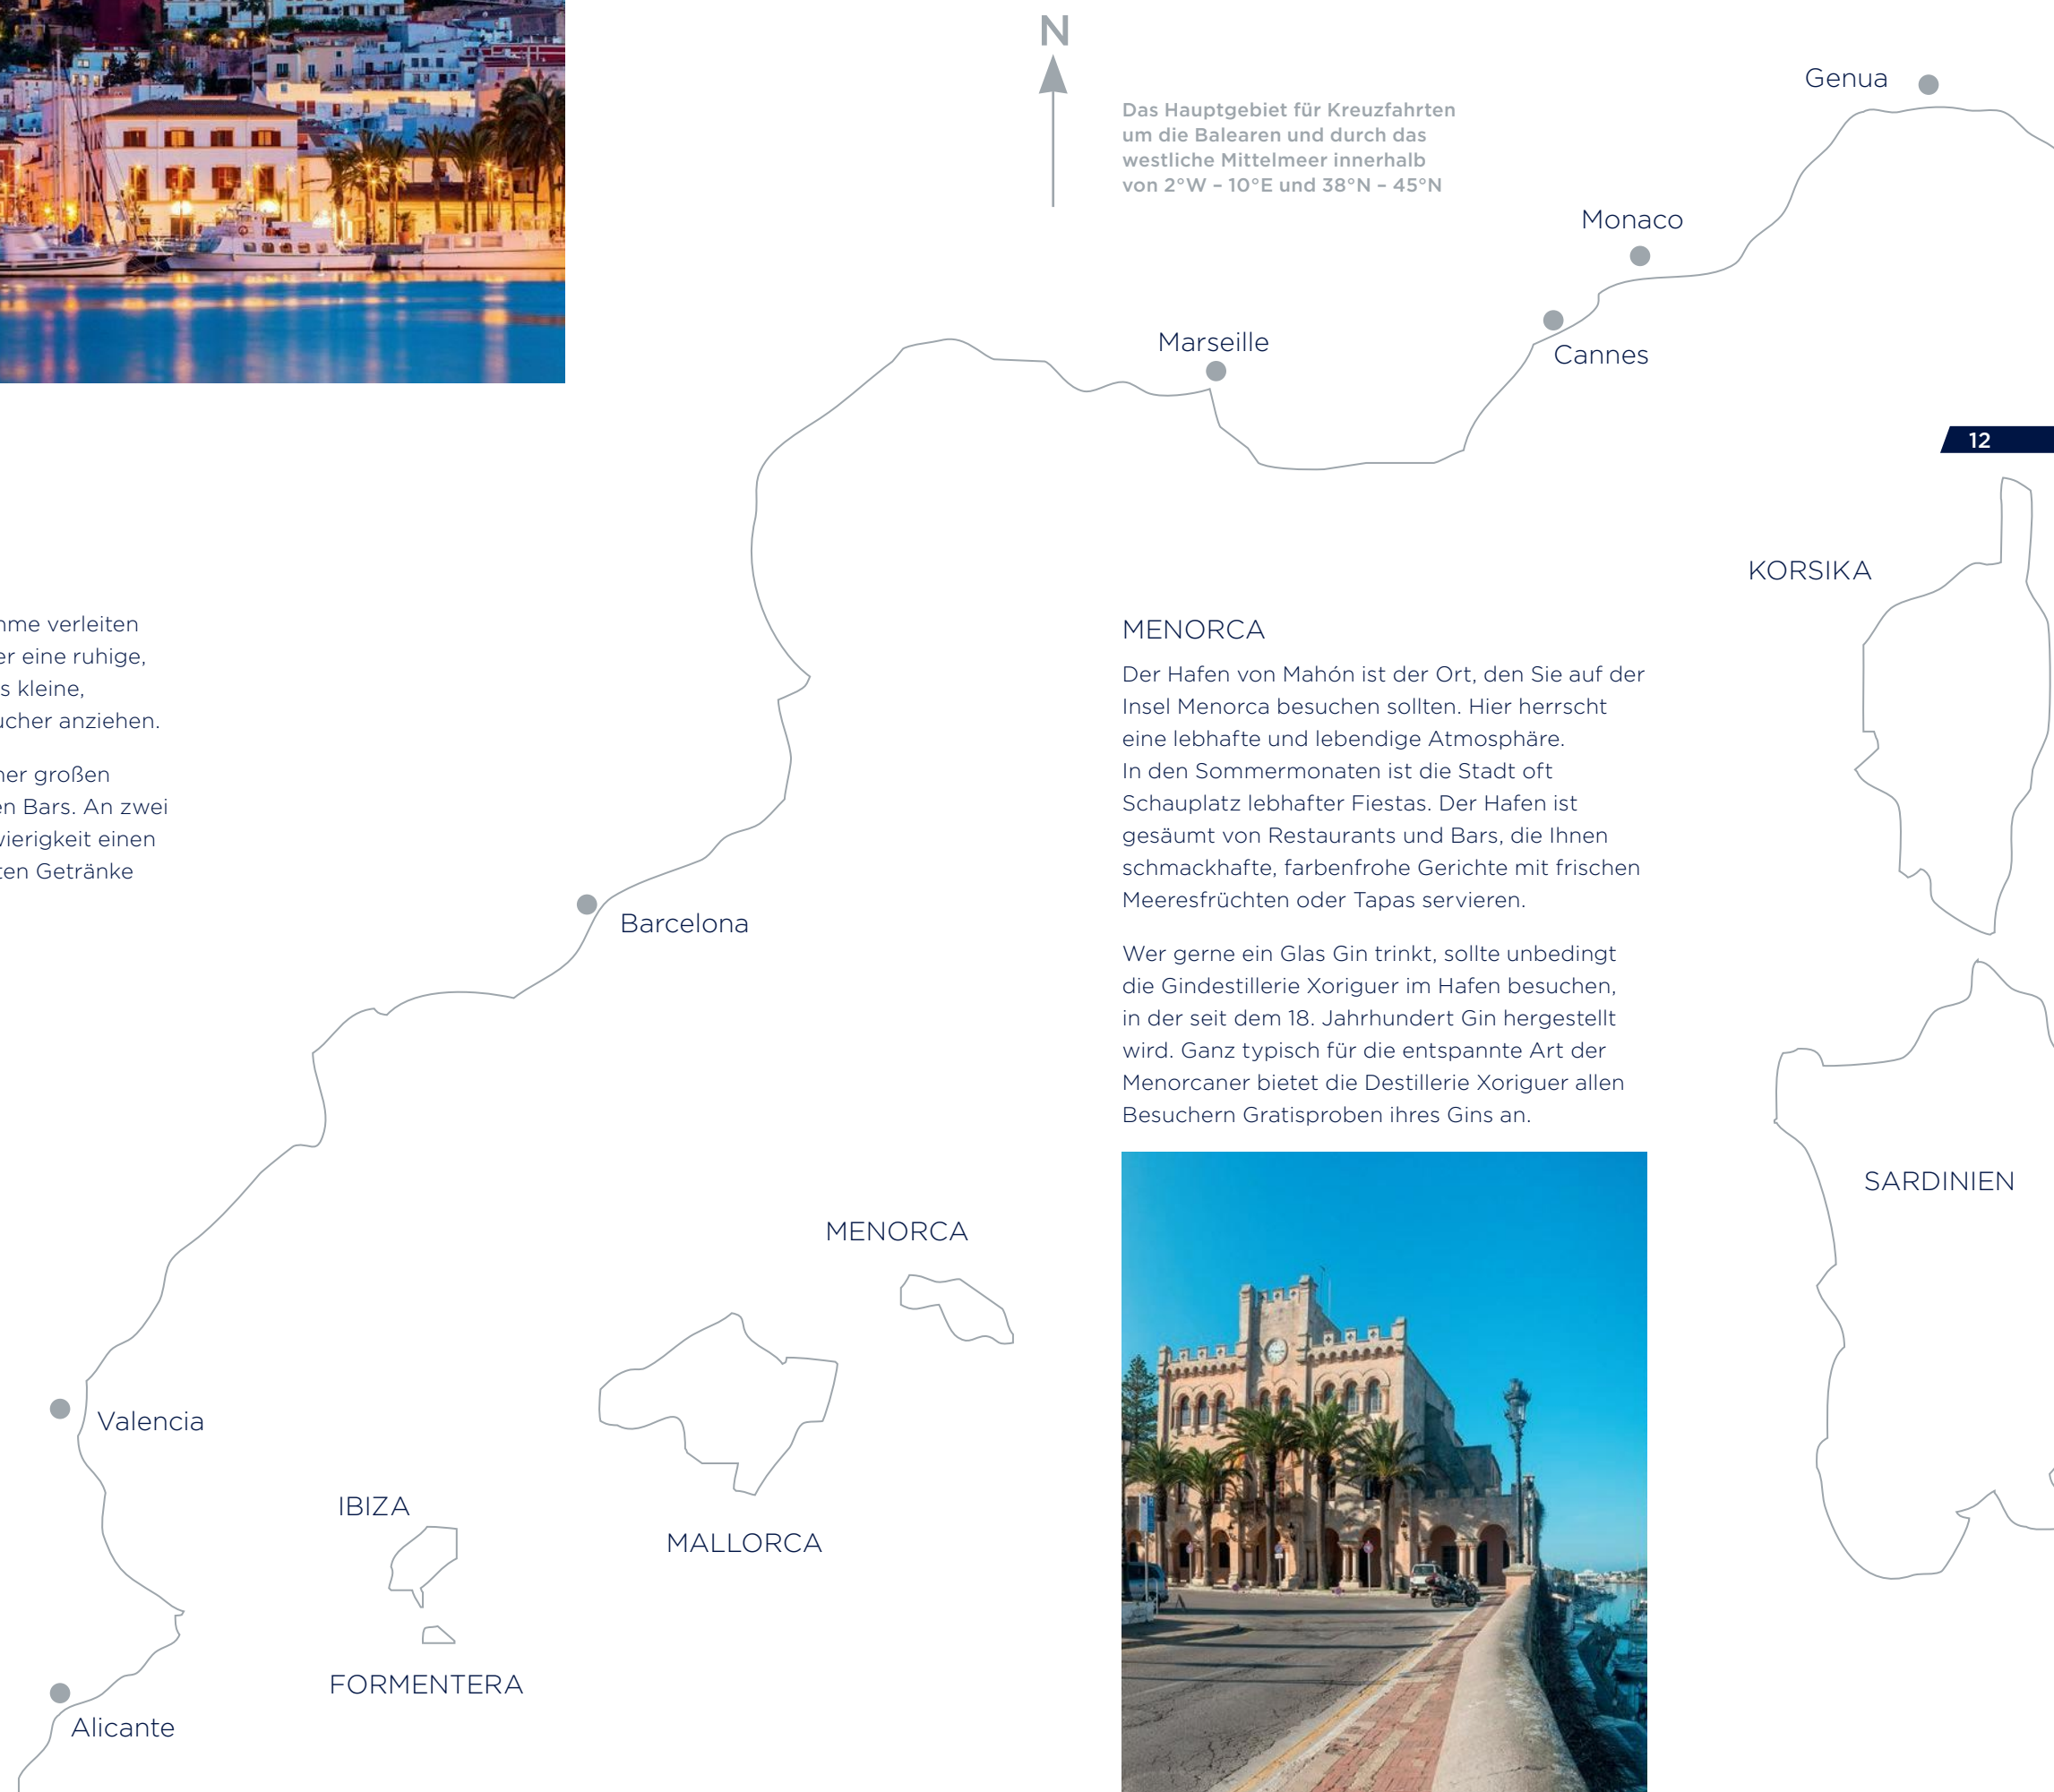 N
Das Hauptgebiet für Kreuzfahrten
um die Balearen und durch das
westliche Mittelmeer innerhalb
von 2°W – 10°E und 38°N – 45°N
Genua
Monaco
Cannes
Marseille
12
KORSIKA
verleiten
eine ruhige,
kleine,
anziehen.
großen
Bars. An zwei
einen
Getränke
Barcelona
MENORCA
Der Hafen von Mahón ist der Ort, den Sie auf der
Insel Menorca besuchen sollten. Hier herrscht
eine lebhafte und lebendige Atmosphäre.
In den Sommermonaten ist die Stadt oft
Schauplatz lebhafter Fiestas. Der Hafen ist
gesäumt von Restaurants und Bars, die Ihnen
schmackhafte, farbenfrohe Gerichte mit frischen
Meeresfrüchten oder Tapas servieren.
Wer gerne ein Glas Gin trinkt, sollte unbedingt
die Gindestillerie Xoriguer im Hafen besuchen,
in der seit dem 18. Jahrhundert Gin hergestellt
wird. Ganz typisch für die entspannte Art der
Menorcaner bietet die Destillerie Xoriguer allen
Besuchern Gratisproben ihres Gins an.
SARDINIEN
MENORCA
MALLORCA
Valencia
IBIZA
FORMENTERA
Alicante